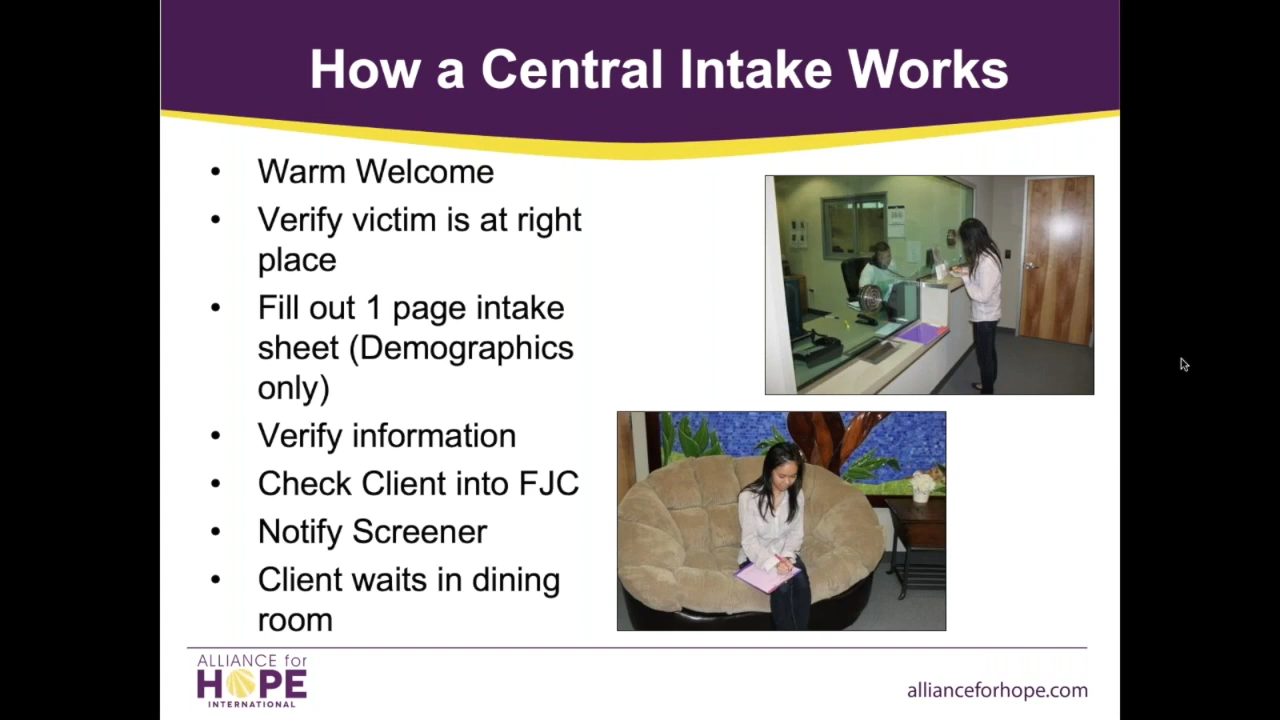 How a Central Intake Works
• Warm Welcome
• Verify victim is at right
place
• Fill out 1 page intake
sheet (Demographics
only)
• Verify information
• Check Client into FJC
• Notify Screener
• Client waits in dining
room
ALLIANCE for
HOPE
INTERNATIONAL
allianceforhope.com